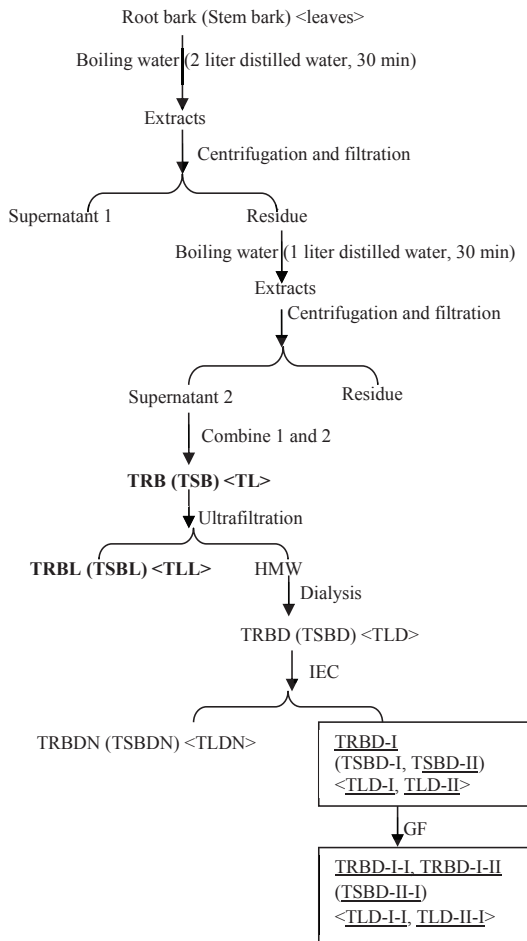 Root bark (Stem bark) <leaves>
Boiling water (2 liter distilled water, 30 min)
Extracts
Centrifugation and filtration
Supernatant 1
Residue
Boiling water (1 liter distilled water, 30 min)
Extracts
Centrifugation and filtration
Supernatant 2
Residue
Combine 1 and 2
TRB (TSB) <TL>
Ultrafiltration
TRBL (TSBL) <TLL>
HMW
Dialysis
TRBD (TSBD) <TLD>
IEC
TRBDN (TSBDN) <TLDN>
TRBD-I
(TSBD-I, TSBD-II)
<TLD-I, TLD-II>
GF
TRBD-I-I, TRBD-I-II
(TSBD-II-I)
<TLD-I-I, TLD-II-I>